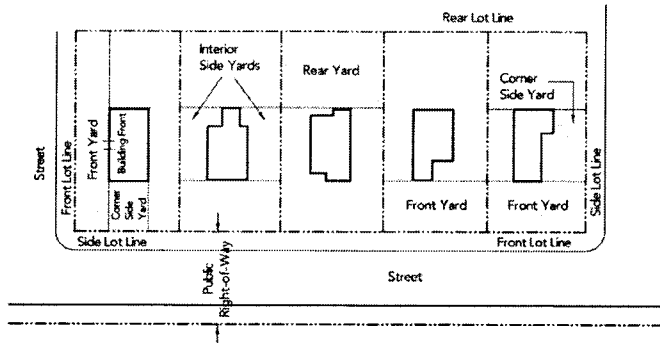 Rear Lot Line
Interior
Side Yards
Rear Yard
Corner
Side Yard
Street
Front Lot Line
Front Yard
Building Front
Corner
Side
Yard
Front Yard
Front Yard
Side Lot Line
Side Lot Line
Front Lot Line
Public
Right-of-Way
Street